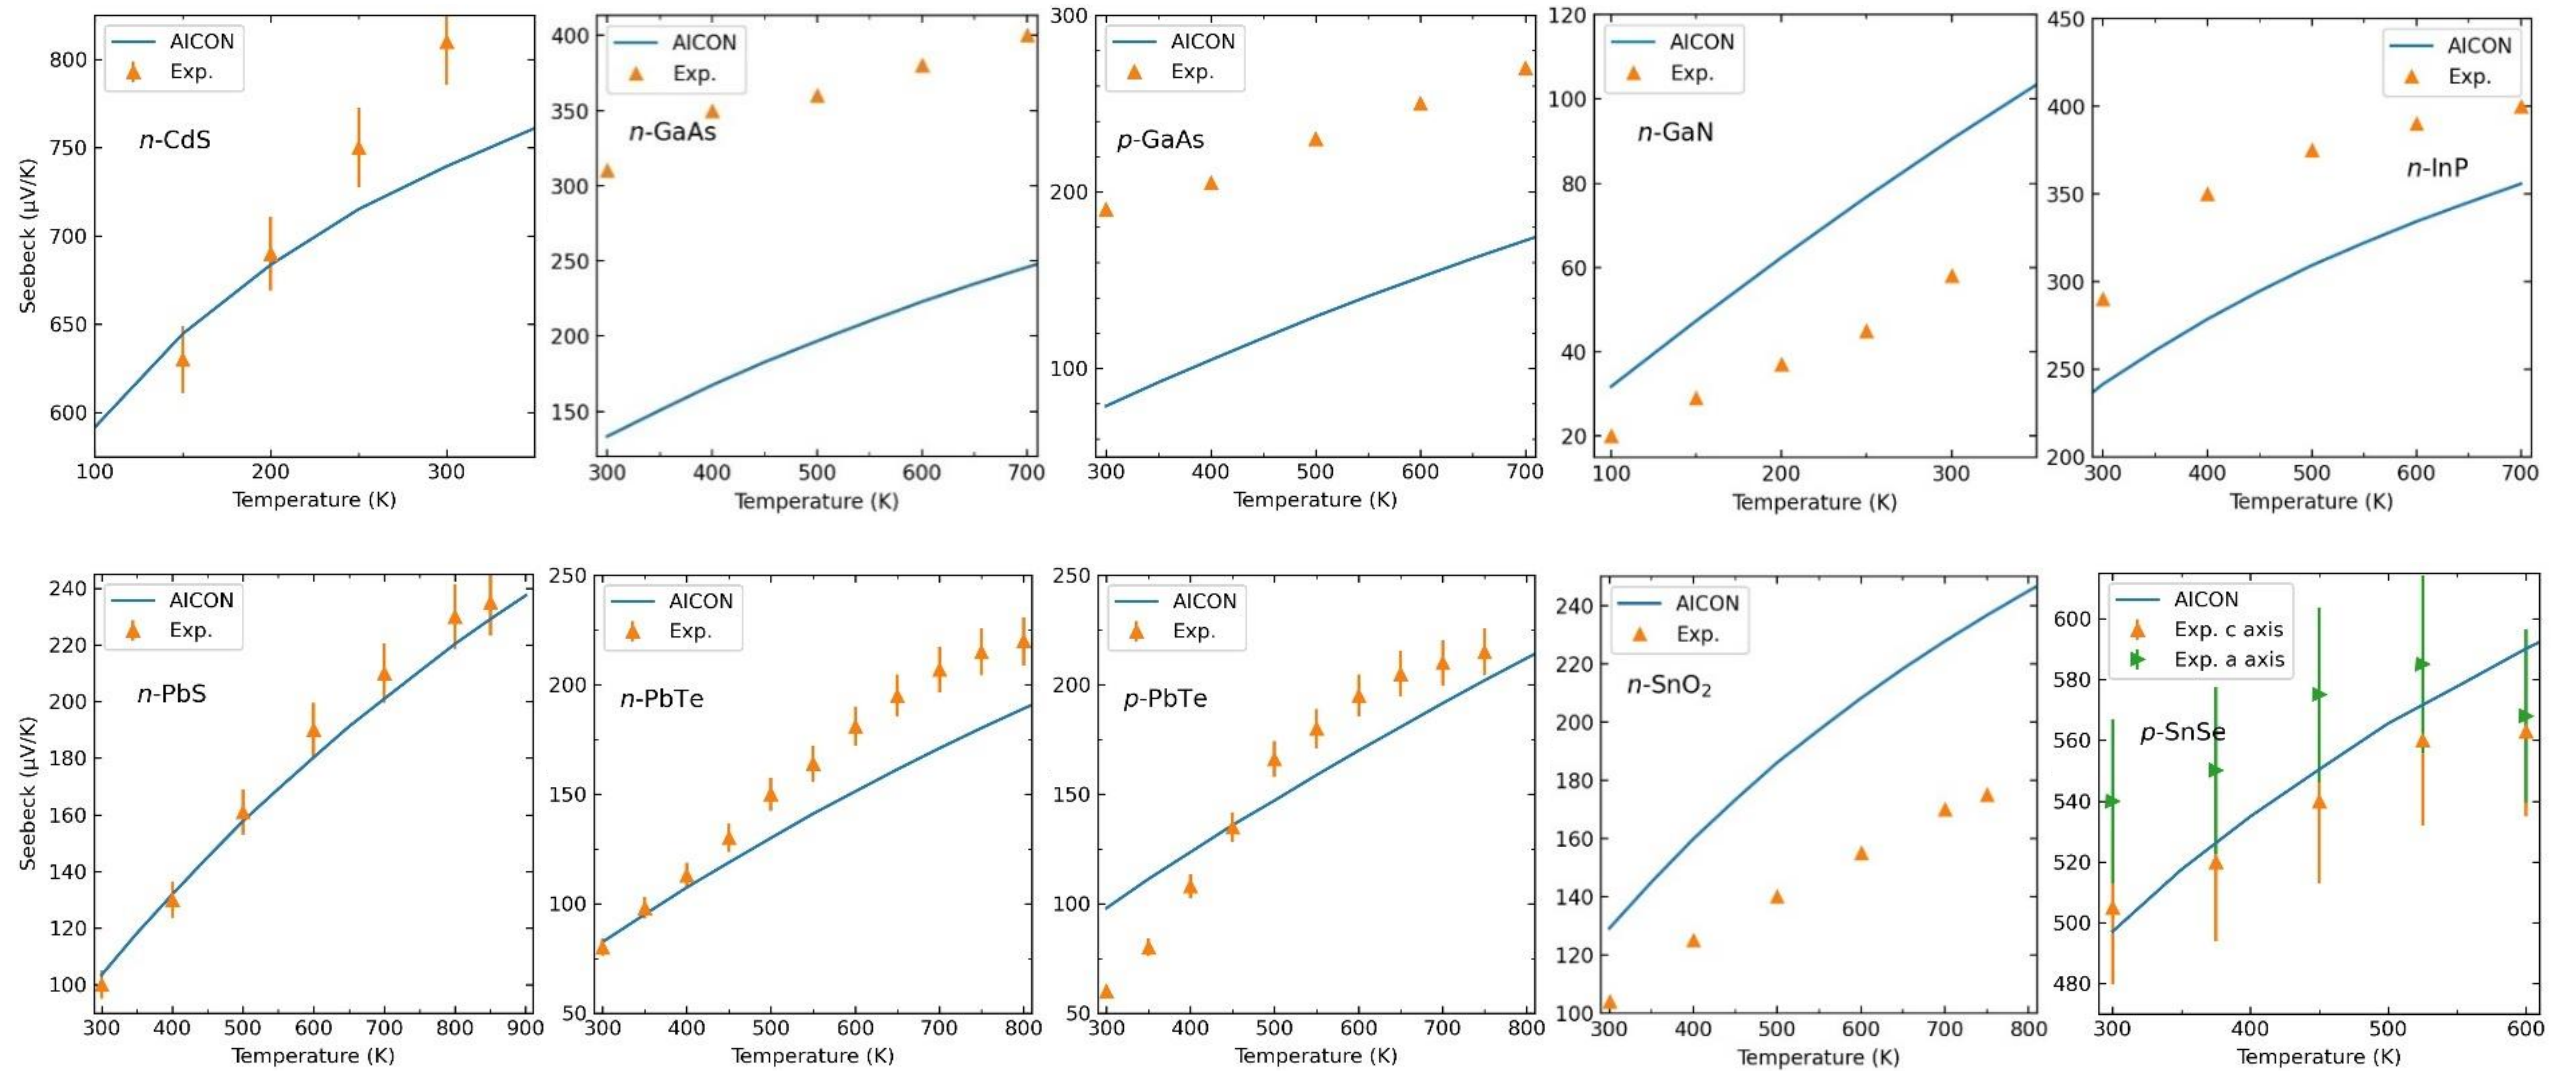 AICON
Exp.
n-CdS
Seebeck (μV/K)
800
750
700
650
600
100 200 300
Temperature (K)
AICON
Exp.
n-GaAs
400
350
300
250
200
150
300 400 500 600 700
Temperature (K)
AICON
Exp.
p-GaAs
300
200
100
300 400 500 600 700
Temperature (K)
AICON
Exp.
n-GaN
120
100
80
60
40
20
100 200 300
Temperature (K)
AICON
Exp.
n-InP
450
400
350
300
250
200
300 400 500 600 700
Temperature (K)
AICON
Exp.
n-PbS
Seebeck (μV/K)
240
220
200
180
160
140
120
100
300 400 500 600 700 800 900
Temperature (K)
AICON
Exp.
n-PbTe
250
200
150
100
50
300 400 500 600 700 800
Temperature (K)
AICON
Exp.
p-PbTe
250
200
150
100
50
300 400 500 600 700 800
Temperature (K)
AICON
Exp.
n-SnO₂
240
220
200
180
160
140
120
100
300 400 500 600 700 800
Temperature (K)
AICON
Exp. c axis
Exp. a axis
p-SnSe
600
580
560
540
520
500
480
300 400 500 600
Temperature (K)